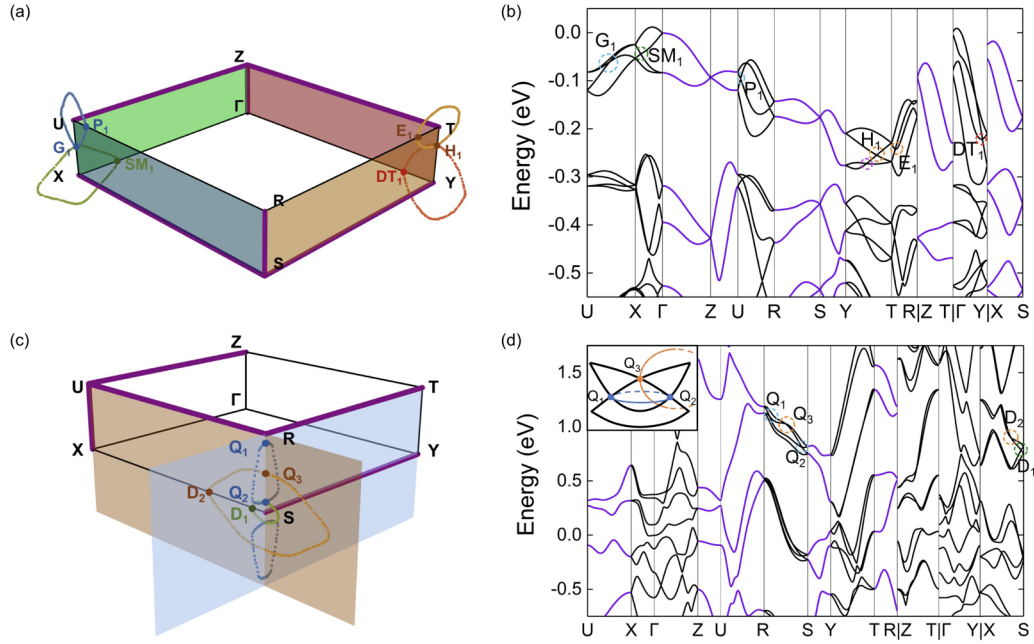 (a)
Z
Γ
U
P₁
G₁
SM₁
X
E₁
T
H₁
DT₁
Y
R
S
(b)
Energy (eV)
0.0
-0.1
-0.2
-0.3
-0.4
-0.5
G₁
SM₁
P₁
H₁
E₁
DT₁
U X Γ Z U R S Y T R|Z T|Γ Y|X S
(c)
Z
U
Γ
T
X
R
Y
Q₁
Q₃
D₂
Q₂
D₁
S
(d)
Energy (eV)
1.5
1.0
0.5
0.0
-0.5
Q₃
Q₁
Q₂
Q₁
Q₃
Q₂
D₂
D₁
U X Γ Z U R S Y T R|Z T|Γ Y|X S